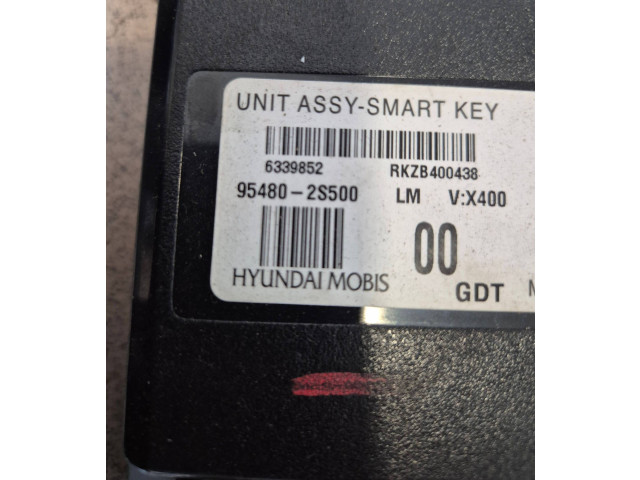 UNIT ASSY-SMART KEY
6339852 RKZB400438
95480-2S500 LM V:X400
00
HYUNDAI MOBIS
GDT